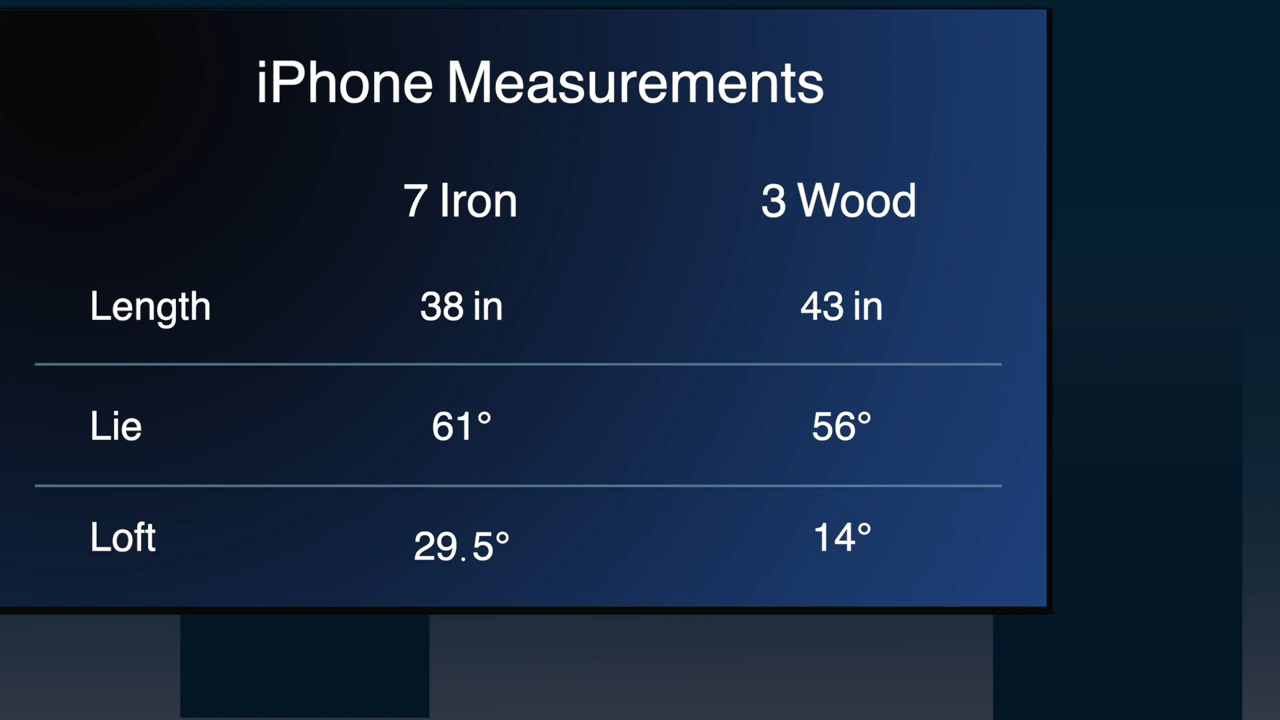 iPhone Measurements
7 Iron 3 Wood
Length 38 in 43 in
Lie 61° 56°
Loft 29.5° 14°